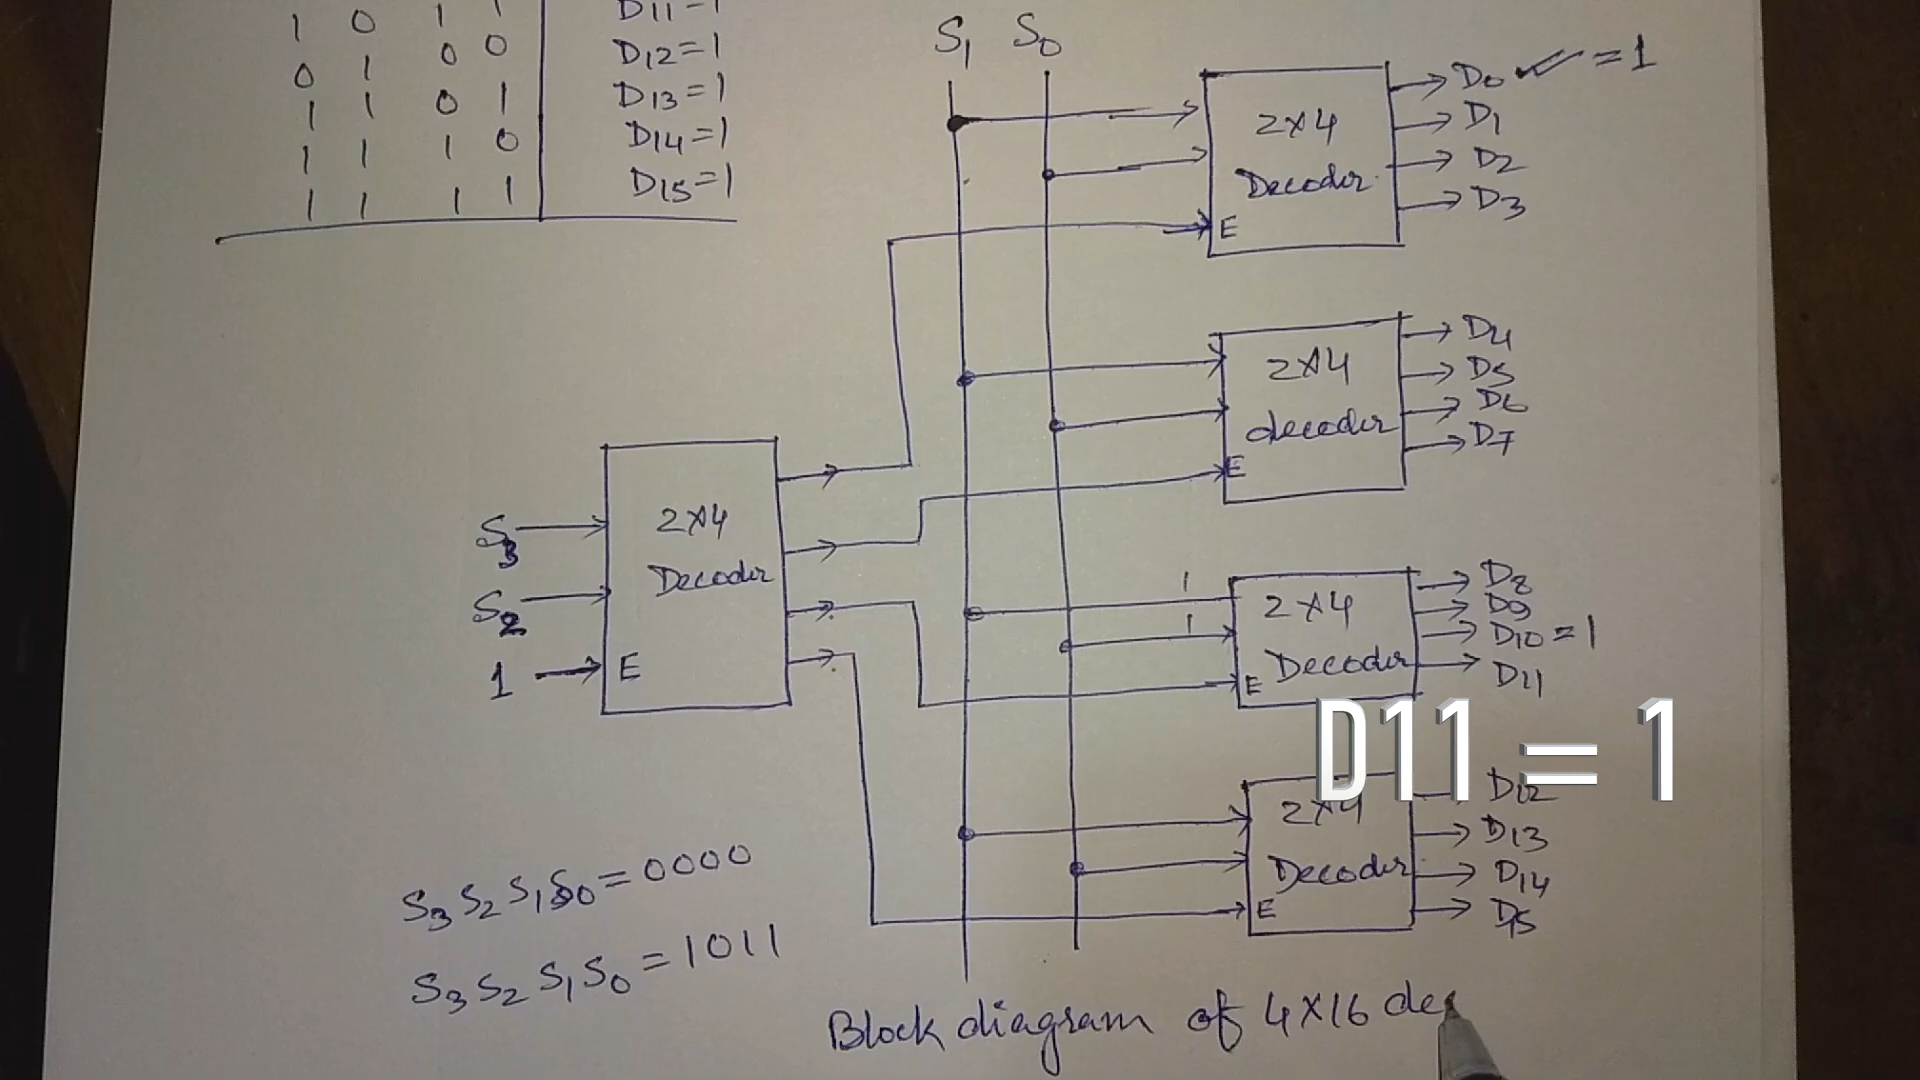 1 0 1 1 D11=1
0 1 0 0 D12=1
1 1 0 1 D13=1
1 1 1 0 D14=1
1 1 1 1 D15=1
S1 S0
2X4
Decoder
E
D0 ✓ = 1
D1
D2
D3
2X4
decoder
E
D4
D5
D6
D7
S3
S2
1
2X4
Decoder
E
1
1
2X4
Decoder
E
D8
D9
D10 = 1
D11
D11 = 1
2X4
Decoder
E
D12
D13
D14
D15
S3 S2 S1 S0 = 0000
S3 S2 S1 S0 = 1011
Block diagram of 4X16 de